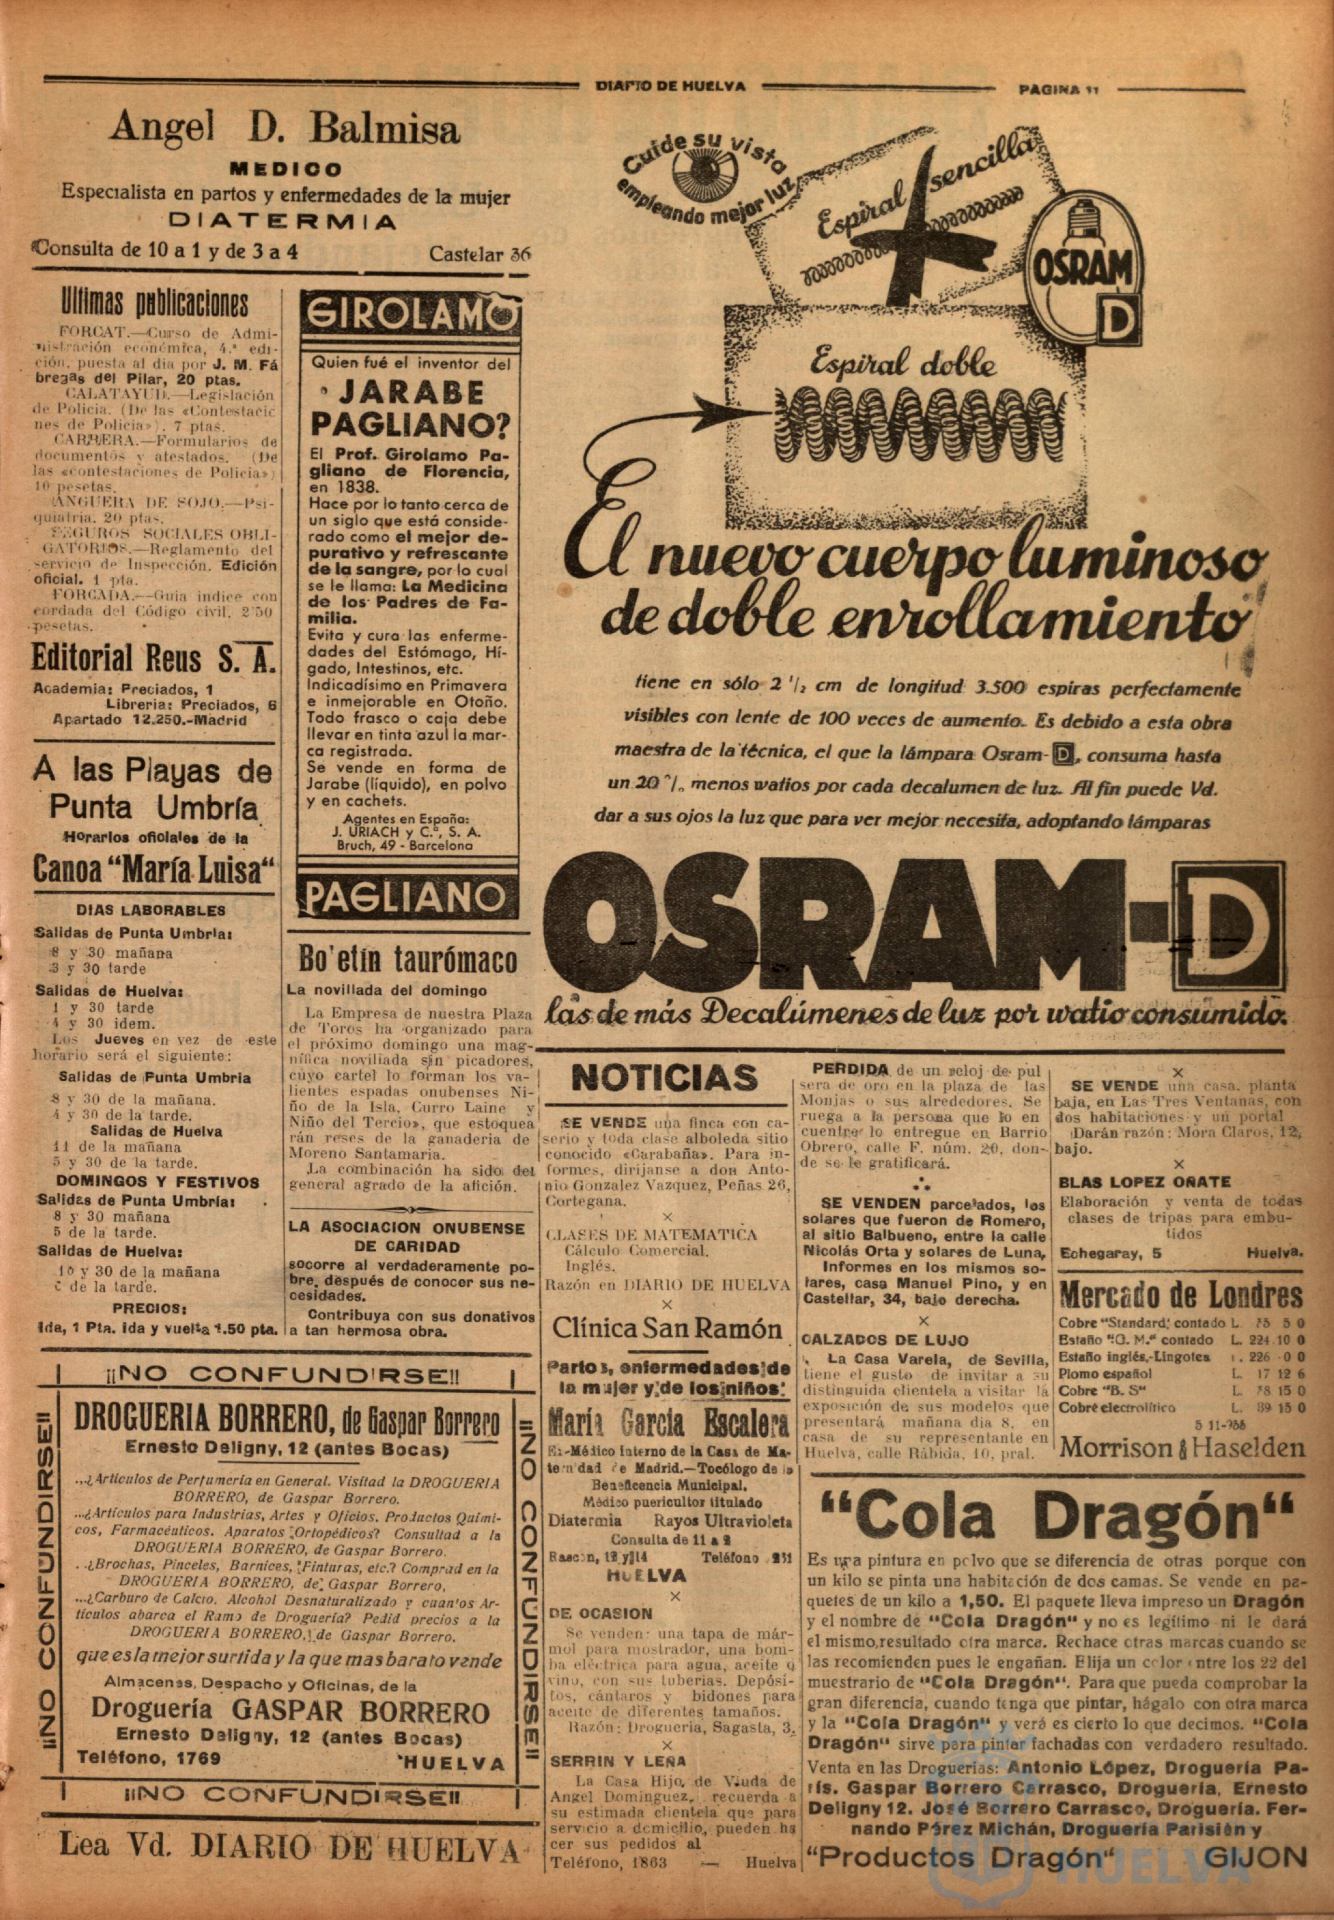 DIARIO DE HUELVA
PAGINA 11
Angel D. Balmisa
MEDICO
Especialista en partos y enfermedades de la mujer
DIATERMIA
Consulta de 10 a 1 y de 3 a 4 Castelar 36
Ultimas publicaciones
FORCAT.—Curso de Admi-
nistración económica, 4.ª edi-
ción, puesta al día por J. M. Fá
bregas del Pilar, 20 ptas.
CALATAYUD.—Legislación
de Policía. (De las «Contestacio
nes de Policía»). 7 ptas.
CARRERA.—Formularios de
documentos y atestados. (De
las «contestaciones de Policía»)
10 pesetas.
ANGUERA DE SOJO.—Psi-
quiatría. 20 ptas.
SEGUROS SOCIALES OBLI-
GATORIOS.—Reglamento del
servicio de Inspección. Edición
oficial. 1 pta.
FORCADA.—Guía indice con
cordada del Código civil, 2'50
pesetas.
Editorial Reus S. A.
Academia: Preciados, 1
Librería: Preciados, 6
Apartado 12.250.-Madrid
A las Playas de
Punta Umbría
Horarios oficiales de la
Canoa "María Luisa"
DIAS LABORABLES
Salidas de Punta Umbría:
8 y 30 mañana
3 y 30 tarde
Salidas de Huelva:
1 y 30 tarde
4 y 30 idem.
Los Jueves en vez de este
horario será el siguiente:
Salidas de Punta Umbria
8 y 30 de la mañana.
4 y 30 de la tarde.
Salidas de Huelva
11 de la mañana
5 y 30 de la tarde.
DOMINGOS Y FESTIVOS
Salidas de Punta Umbría:
8 y 30 mañana
5 de la tarde.
Salidas de Huelva:
10 y 30 de la mañana
de la tarde.
PRECIOS:
Ida, 1 Pta. ida y vuelta 1.50 pta.
GIROLAMO
Quien fué el inventor del
JARABE
PAGLIANO?
El Prof. Girolamo Pa-
gliano de Florencia,
en 1838.
Hace por lo tanto cerca de
un siglo que está conside-
rado como el mejor de-
purativo y refrescante
de la sangre, por lo cual
se le llama: La Medicina
de los Padres de Fa-
milia.
Evita y cura las enferme-
dades del Estómago, Hí-
gado, Intestinos, etc.
Indicadísimo en Primavera
e inmejorable en Otoño.
Todo frasco o caja debe
llevar en tinta azul la mar-
ca registrada.
Se vende en forma de
Jarabe (líquido), en polvo
y en cachets.
Agentes en España:
J. URIACH y C.ª, S. A.
Bruch, 49 - Barcelona
PAGLIANO
Bo'etín taurómaco
La novillada del domingo
La Empresa de nuestra Plaza
de Toros ha organizado para
el próximo domingo una mag-
nífica novillada sin picadores,
cuyo cartel lo forman los va-
lientes espadas onubenses Ni-
ño de la Isla, Curro Laine y
Niño del Tercio», que estoquea
rán reses de la ganadería de
Moreno Santamaria.
La combinación ha sido del
general agrado de la afición.
LA ASOCIACION ONUBENSE
DE CARIDAD
socorre al verdaderamente po-
bre, después de conocer sus ne-
cesidades.
Contribuya con sus donativos
a tan hermosa obra.
¡¡NO CONFUNDIRSE!!
¡¡NO CONFUNDIRSE!!
DROGUERIA BORRERO, de Gaspar Borrero
Ernesto Deligny, 12 (antes Bocas)
...¿Artículos de Perfumería en General. Visitad la DROGUERIA
BORRERO, de Gaspar Borrero.
...¿Artículos para Industrias, Artes y Oficios. Productos Quími-
cos, Farmacéuticos. Aparatos Ortopédicos? Consultad a la
DROGUERIA BORRERO, de Gaspar Borrero.
...¿Brochas, Pinceles, Barnices, Pinturas, etc.? Comprad en la
DROGUERIA BORRERO, de Gaspar Borrero,
...¿Carburo de Calcio. Alcohol Desnaturalizado y cuantos Ar-
tículos abarca el Ramo de Droguería? Pedid precios a la
DROGUERIA BORRERO, de Gaspar Borrero.
que es la mejor surtida y la que mas barato vende
Almacenes, Despacho y Oficinas, de la
Droguería GASPAR BORRERO
Ernesto Deligny, 12 (antes Bocas)
Teléfono, 1769 HUELVA
¡¡NO CONFUNDIRSE!!
¡¡NO CONFUNDIRSE!!
Lea Vd. DIARIO DE HUELVA
Cuide su vista
empleando mejor luz
Espiral sencilla
OSRAM
D
Espiral doble
El nuevo cuerpo luminoso
de doble enrollamiento
tiene en sólo 2 1/2 cm de longitud 3.500 espiras perfectamente
visibles con lente de 100 veces de aumento. Es debido a esta obra
maestra de la técnica, el que la lámpara Osram-D, consuma hasta
un 20 % menos watios por cada decalumen de luz. Al fin puede Vd.
dar a sus ojos la luz que para ver mejor necesita, adoptando lámparas
OSRAM-D
las de más Decalúmenes de luz por watio consumido.
NOTICIAS
SE VENDE una finca con ca-
serio y toda clase alboleda sitio
conocido «Carabaña». Para in-
formes, dirijanse a don Anto-
nio Gonzalez Vazquez, Peñas 26,
Cortegana.
×
CLASES DE MATEMATICA
Cálculo Comercial.
Inglés.
Razón en DIARIO DE HUELVA
×
Clínica San Ramón
Partos, enfermedades de
la mujer y de los niños:
María García Escalera
Ex-Médico Interno de la Casa de Ma-
ternidad de Madrid.—Tocólogo de la
Beneficencia Municipal.
Médico puericultor titulado
Diatermia Rayos Ultravioleta
Consulta de 11 a 2
Rascón, 12 y 14 Teléfono 231
HUELVA
×
DE OCASION
Se venden: una tapa de már-
mol para mostrador, una bom-
ba eléctrica para agua, aceite o
vino, con sus tuberias. Depósi-
tos, cántaros y bidones para
aceite de diferentes tamaños.
Razón: Droguería, Sagasta, 3.
×
SERRIN Y LEÑA
La Casa Hijo de Viuda de
Angel Dominguez, recuerda a
su estimada clientela que para
servicio a domicilio, pueden ha
cer sus pedidos al
Teléfono, 1863 — Huelva
PERDIDA de un reloj de pul
sera de oro en la plaza de las
Monjas o sus alrededores. Se
ruega a la persona que lo en
cuentre lo entregue en Barrio
Obrero, calle F. núm. 20, don-
de se le gratificará.
SE VENDEN parcelados, los
solares que fueron de Romero,
al sitio Balbueno, entre la calle
Nicolás Orta y solares de Luna,
Informes en los mismos so-
lares, casa Manuel Pino, y en
Castellar, 34, bajo derecha.
×
CALZADOS DE LUJO
La Casa Varela, de Sevilla,
tiene el gusto de invitar a su
distinguida clientela a visitar la
exposición de sus modelos que
presentará mañana dia 8, en
casa de su representante en
Huelva, calle Rábida, 10, pral.
×
SE VENDE una casa, planta
baja, en Las Tres Ventanas, con
dos habitaciones y un portal
Darán razón: Mora Claros, 12,
bajo.
×
BLAS LOPEZ OÑATE
Elaboración y venta de todas
clases de tripas para embu-
tidos
Echegaray, 5 Huelva.
Mercado de Londres
Cobre "Standard" contado L. 5 0
Estaño "G. M." contado L. 224 10 0
Estaño inglés,-Lingotes 226 0 0
Plomo español L. 17 12 6
Cobre "B. S" L. 15 0
Cobre electrolítico L. 39 15 0
Morrison & Haselden
"Cola Dragón"
Es una pintura en polvo que se diferencia de otras porque con
un kilo se pinta una habitación de dos camas. Se vende en pa-
quetes de un kilo a 1,50. El paquete lleva impreso un Dragón
y el nombre de "Cola Dragón" y no es legítimo ni le dará
el mismo resultado otra marca. Rechace otras marcas cuando se
las recomienden pues le engañan. Elija un color entre los 22 del
muestrario de "Cola Dragón". Para que pueda comprobar la
gran diferencia, cuando tenga que pintar, hágalo con otra marca
y la "Cola Dragón" y verá es cierto lo que decimos. "Cola
Dragón" sirve para pintar fachadas con verdadero resultado.
Venta en las Droguerías: Antonio López, Droguería Pa-
rís. Gaspar Borrero Carrasco, Droguería, Ernesto
Deligny 12. José Borrero Carrasco, Droguería. Fer-
nando Pérez Michán, Droguería Parisién y
"Productos Dragón" GIJON
HUELVA